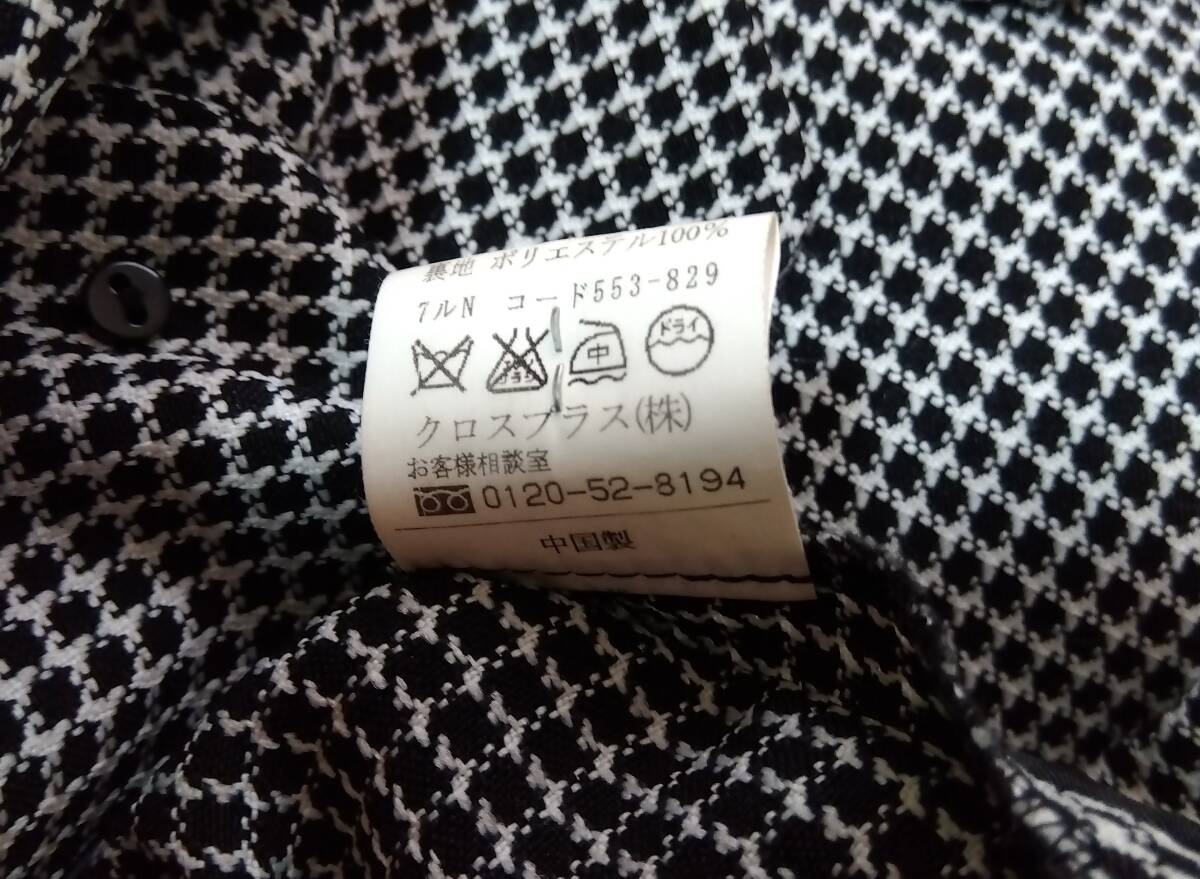 裏地 ポリエステル100%
7ルN コード553-829
中 ドライ
クロスプラス(株)
お客様相談室
0120-52-8194
中国製